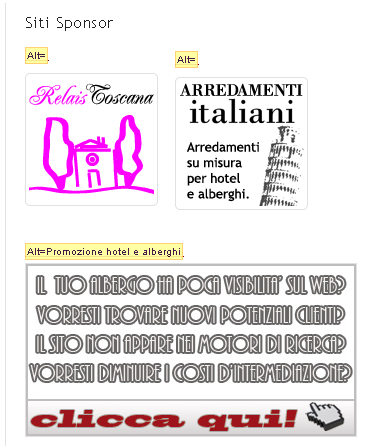 Siti Sponsor
Alt=
Alt=
Relais Toscana
ARREDAMENTI
italiani
Arredamenti
su misura
per hotel
e alberghi.
Alt=Promozione hotel e alberghi
IL TUO ALBERGO HA POCA VISIBILITA' SUL WEB?
VORRESTI TROVARE NUOVI POTENZIALI CLIENTI?
IL SITO NON APPARE NEI MOTORI DI RICERCA?
VORRESTI DIMINUIRE I COSTI D'INTERMEDIAZIONE?
clicca qui!